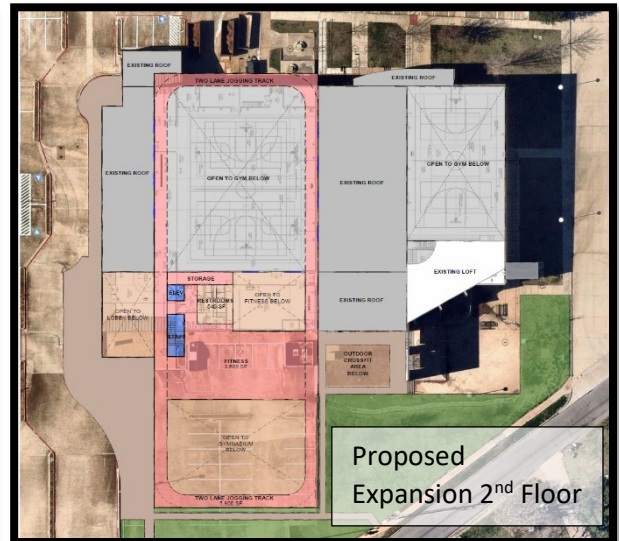 EXISTING ROOF
TWO LANE JOGGING TRACK
EXISTING ROOF
EXISTING ROOF
OPEN TO GYM BELOW
EXISTING ROOF
OPEN TO GYM BELOW
STORAGE
ELEV
RESTROOMS
OPEN TO
FITNESS BELOW
EXISTING ROOF
EXISTING LOFT
OPEN TO
LOBBY BELOW
STAIR
FITNESS
OUTDOOR
CROSSFIT
AREA
BELOW
OPEN TO
GYMNASIUM
BELOW
TWO LANE JOGGING TRACK
Proposed
Expansion 2nd Floor